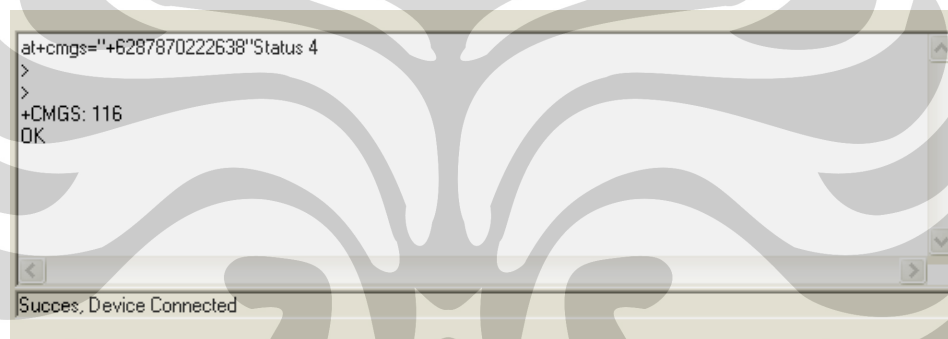 at+cmgs="+6287870222638"Status 4
>
>
+CMGS: 116
OK
Succes, Device Connected